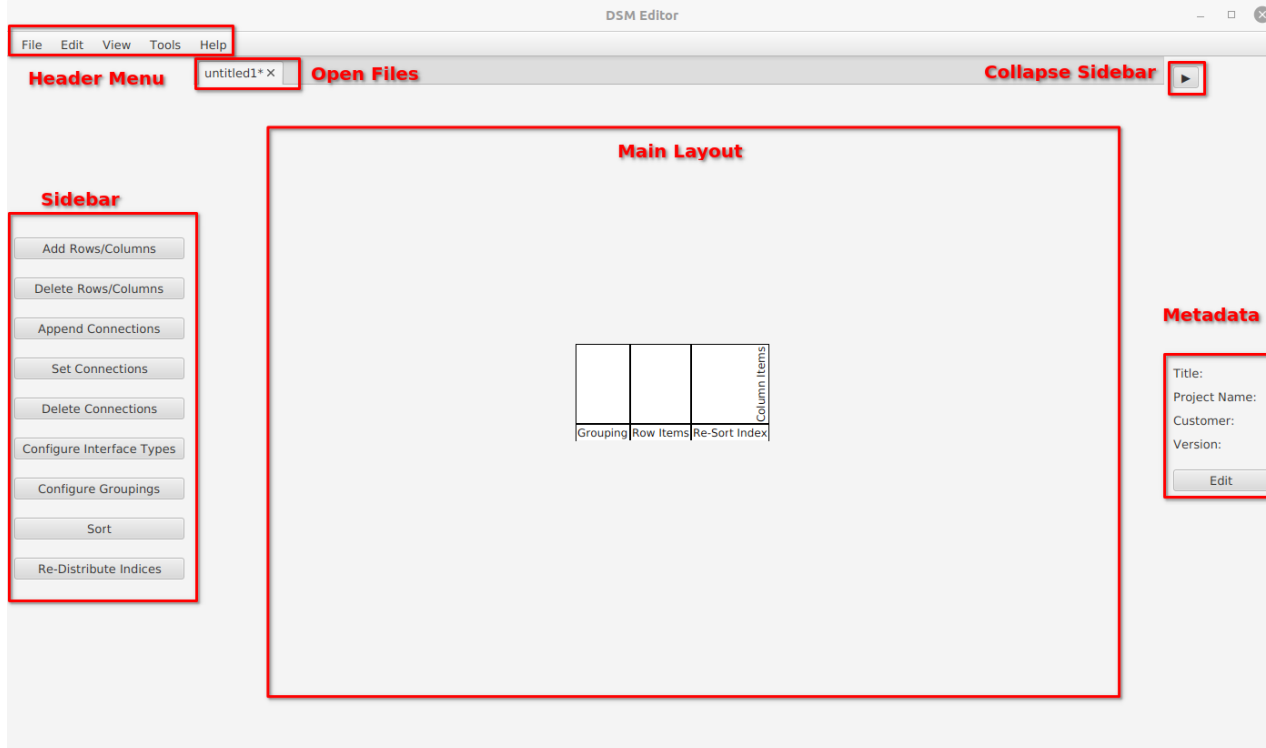 DSM Editor
File Edit View Tools Help
Header Menu
untitled1*
Open Files
Collapse Sidebar
Main Layout
Sidebar
Add Rows/Columns
Delete Rows/Columns
Append Connections
Set Connections
Delete Connections
Configure Interface Types
Configure Groupings
Sort
Re-Distribute Indices
Column Items
Grouping Row Items Re-Sort Index
Metadata
Title:
Project Name:
Customer:
Version:
Edit